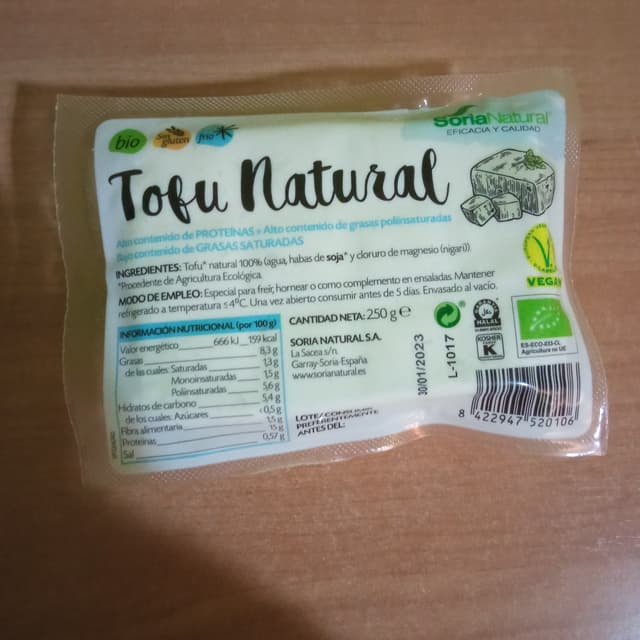 bio
Sin gluten
frío
SoriaNatural
EFICACIA Y CALIDAD
Tofu Natural
Alto contenido de PROTEÍNAS • Alto contenido de grasas poliinsaturadas
Bajo contenido de GRASAS SATURADAS
INGREDIENTES: Tofu* natural 100% (agua, habas de soja* y cloruro de magnesio (nigari)).
*Procedente de Agricultura Ecológica.
MODO DE EMPLEO: Especial para freír, hornear o como complemento en ensaladas. Mantener
refrigerado a temperatura ≤4ºC. Una vez abierto consumir antes de 5 días. Envasado al vacío.
VEGAN
INFORMACIÓN NUTRICIONAL (por 100 g)
Valor energético 666 kJ 159 kcal
Grasas 8,3 g
de las cuales: Saturadas 1,3 g
Monoinsaturadas 1,5 g
Poliinsaturadas 5,6 g
Hidratos de carbono 5,4 g
de los cuales: Azúcares <0,5 g
Fibra alimentaria 1,5 g
Proteínas 15 g
Sal 0,57 g
CANTIDAD NETA: 250 g e
SORIA NATURAL S.A.
La Sacea s/n.
Garray-Soria-España
www.sorianatural.es
LOTE/CONSUMIR
PREFERENTEMENTE
ANTES DEL:
30/01/2023
L-1017
HALAL
KOSHER
K
ES-ECO-033-CL
Agricultura no UE
8 422947 520106